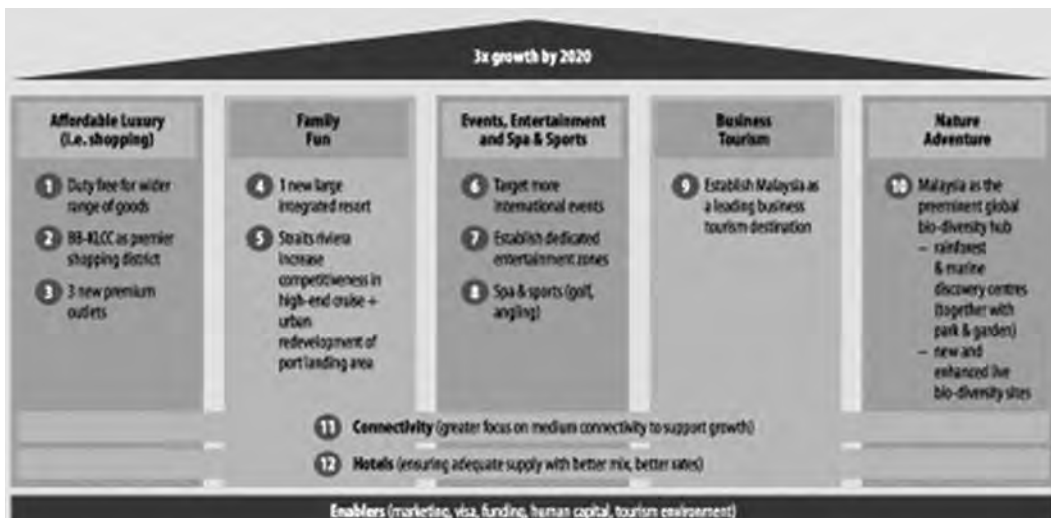 3x growth by 2020
Affordable Luxury
(i.e. shopping)
1 Duty free for wider
range of goods
2 BB-KLCC as premier
shopping district
3 3 new premium
outlets
Family
Fun
4 1 new large
integrated resort
5 Straits riviera
increase
competitiveness in
high-end cruise +
urban
redevelopment of
port landing area
Events, Entertainment
and Spa & Sports
6 Target more
international events
7 Establish dedicated
entertainment zones
8 Spa & sports (golf,
angling)
Business
Tourism
9 Establish Malaysia as
a leading business
tourism destination
Nature
Adventure
10 Malaysia as the
preeminent global
bio-diversity hub
– rainforest
& marine
discovery centres
(together with
park & garden)
– new and
enhanced live
bio-diversity sites
11 Connectivity (greater focus on medium connectivity to support growth)
12 Hotels (ensuring adequate supply with better mix, better rates)
Enablers (marketing, visa, funding, human capital, tourism environment)